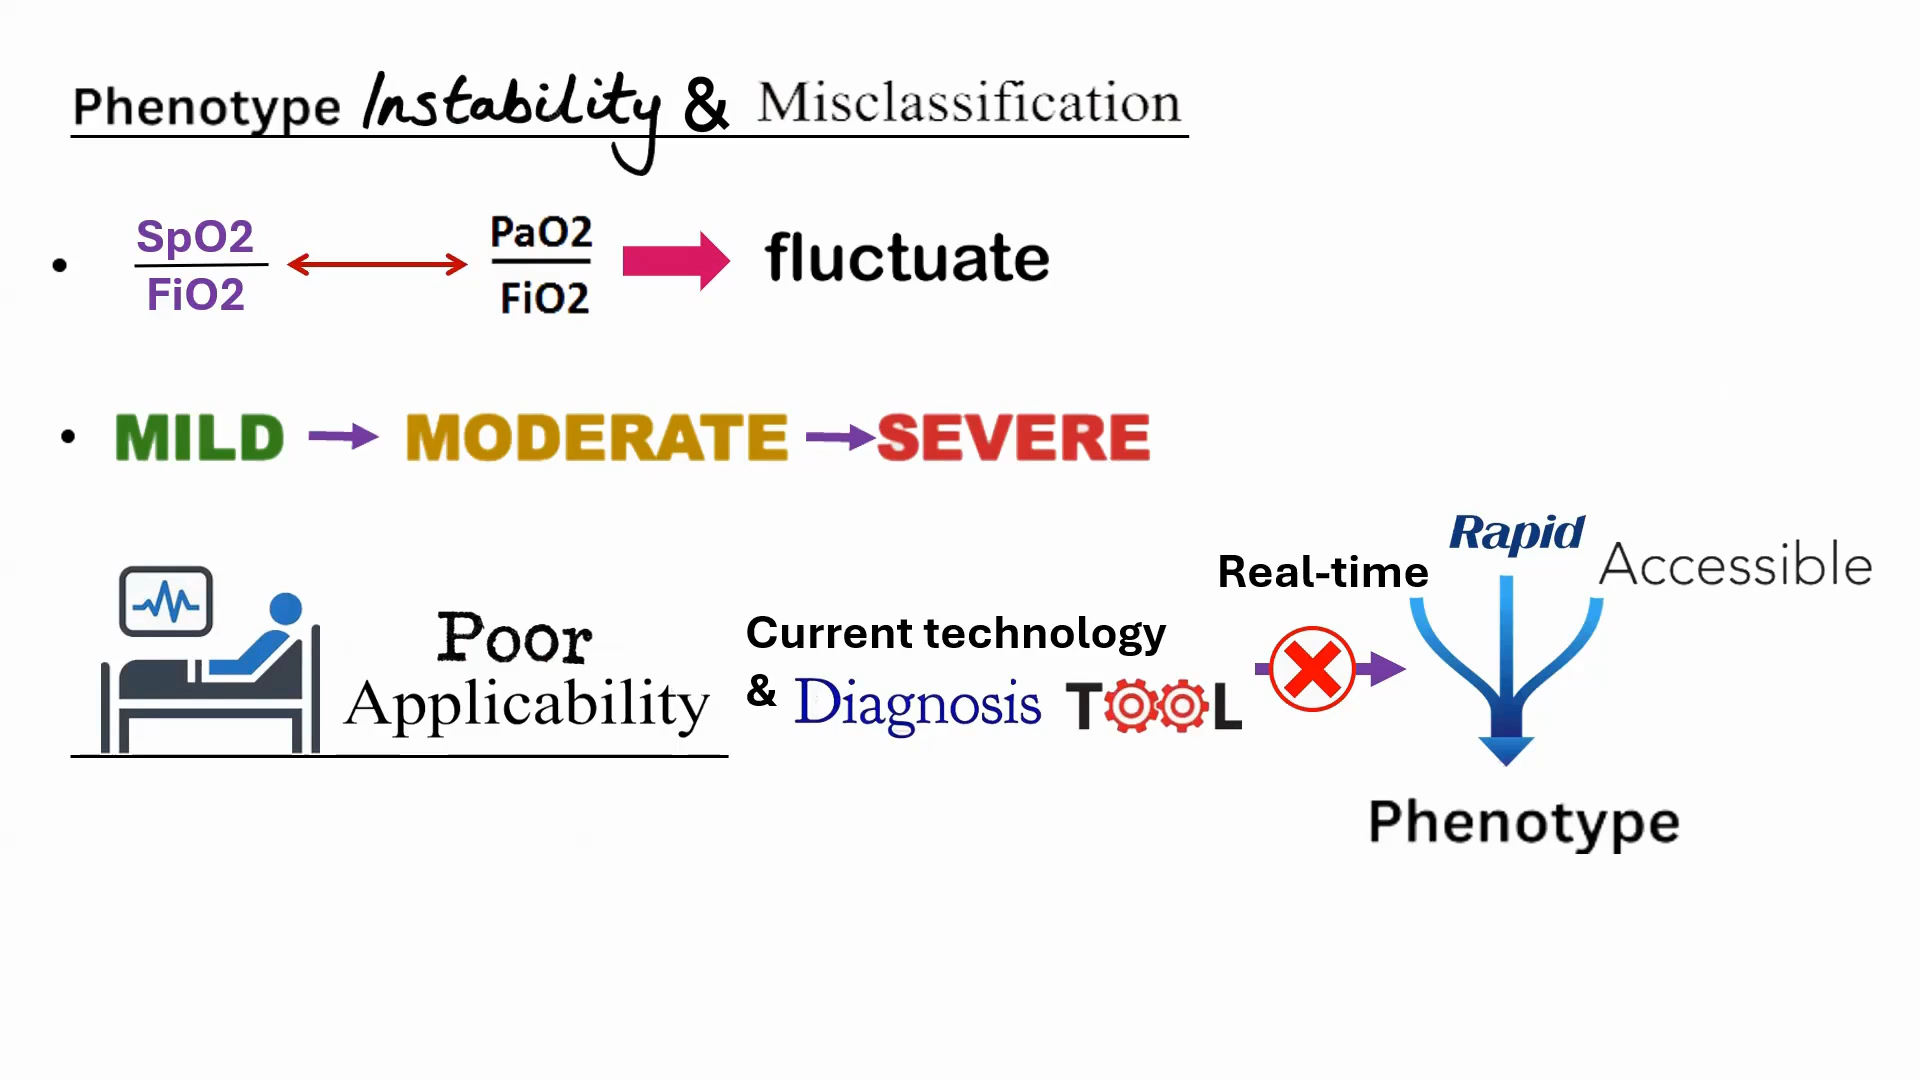 Phenotype Instability & Misclassification
SpO2
FiO2
PaO2
FiO2
fluctuate
MILD MODERATE SEVERE
Poor
Applicability
Current technology
& Diagnosis TOOL
Real-time
Rapid
Accessible
Phenotype